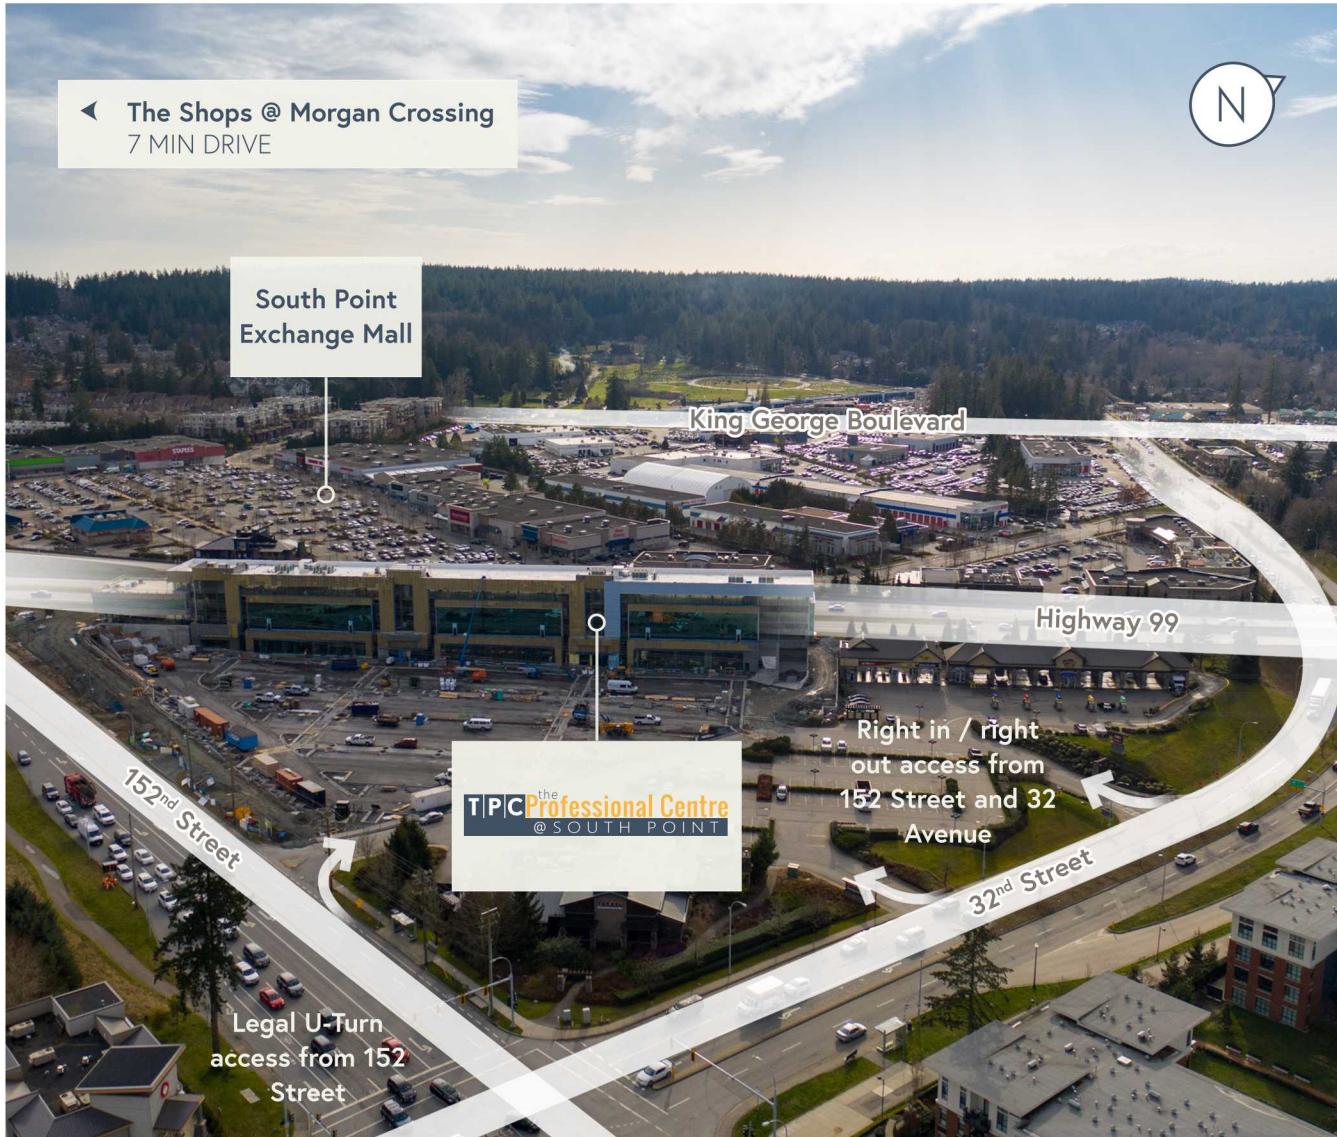 The Shops @ Morgan Crossing
7 MIN DRIVE
N
South Point
Exchange Mall
King George Boulevard
STAPLES
Highway 99
Right in / right
out access from
152 Street and 32
Avenue
152nd Street
TPC the Professional Centre
@ SOUTH POINT
32nd Street
Legal U-Turn
access from 152
Street